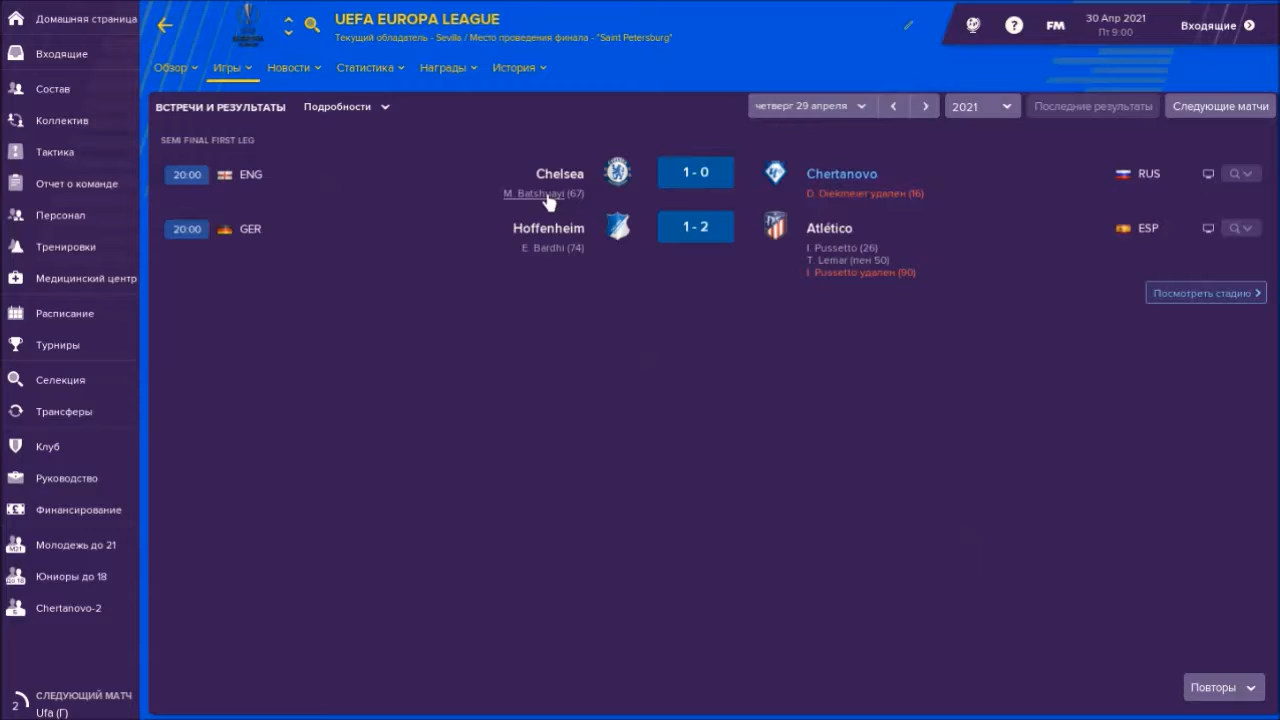 Домашняя страница
Входящие
Состав
Коллектив
Тактика
Отчет о команде
Персонал
Тренировки
Медицинский центр
Расписание
Турниры
Селекция
Трансферы
Клуб
Руководство
Финансирование
Молодежь до 21
Юниоры до 18
Chertanovo-2
2 СЛЕДУЮЩИЙ МАТЧ
Ufa (Г)
UEFA EUROPA LEAGUE
Текущий обладатель - Sevilla / Место проведения финала - "Saint Petersburg"
? FM 30 Апр 2021 Входящие
Пт 9:00
Обзор Игры Новости Статистика Награды История
ВСТРЕЧИ И РЕЗУЛЬТАТЫ Подробности четверг 29 апреля 2021 Последние результаты Следующие матчи
SEMI FINAL FIRST LEG
20:00 ENG Chelsea 1 - 0 Chertanovo RUS
M. Batshuayi (67) D. Diekmeier удален (16)
20:00 GER Hoffenheim 1 - 2 Atlético ESP
E. Bardhi (74) I. Pussetto (26)
T. Lemar (пен 50)
I. Pussetto удален (90)
Посмотреть стадию
Повторы